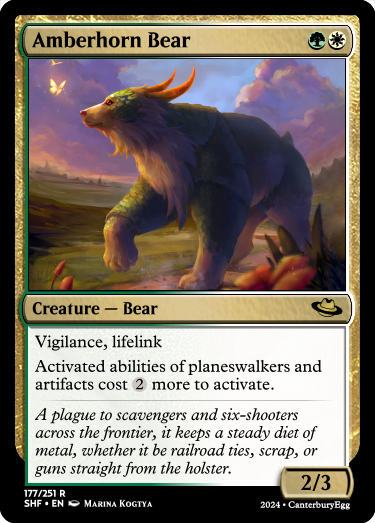 Amberhorn Bear
Creature — Bear
Vigilance, lifelink
Activated abilities of planeswalkers and
artifacts cost 2 more to activate.
A plague to scavengers and six-shooters
across the frontier, it keeps a steady diet of
metal, whether it be railroad ties, scrap, or
guns straight from the holster.
2/3
177/251 R
SHF • EN Marina Kogtya
2024 • CanterburyEgg